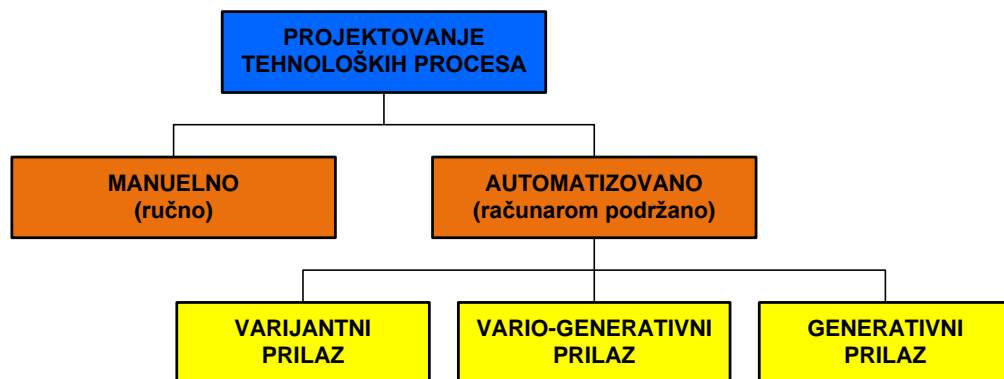 PROJEKTOVANJE
TEHNOLOŠKIH PROCESA
MANUELNO
(ručno)
AUTOMATIZOVANO
(računarom podržano)
VARIJANTNI
PRILAZ
VARIO-GENERATIVNI
PRILAZ
GENERATIVNI
PRILAZ